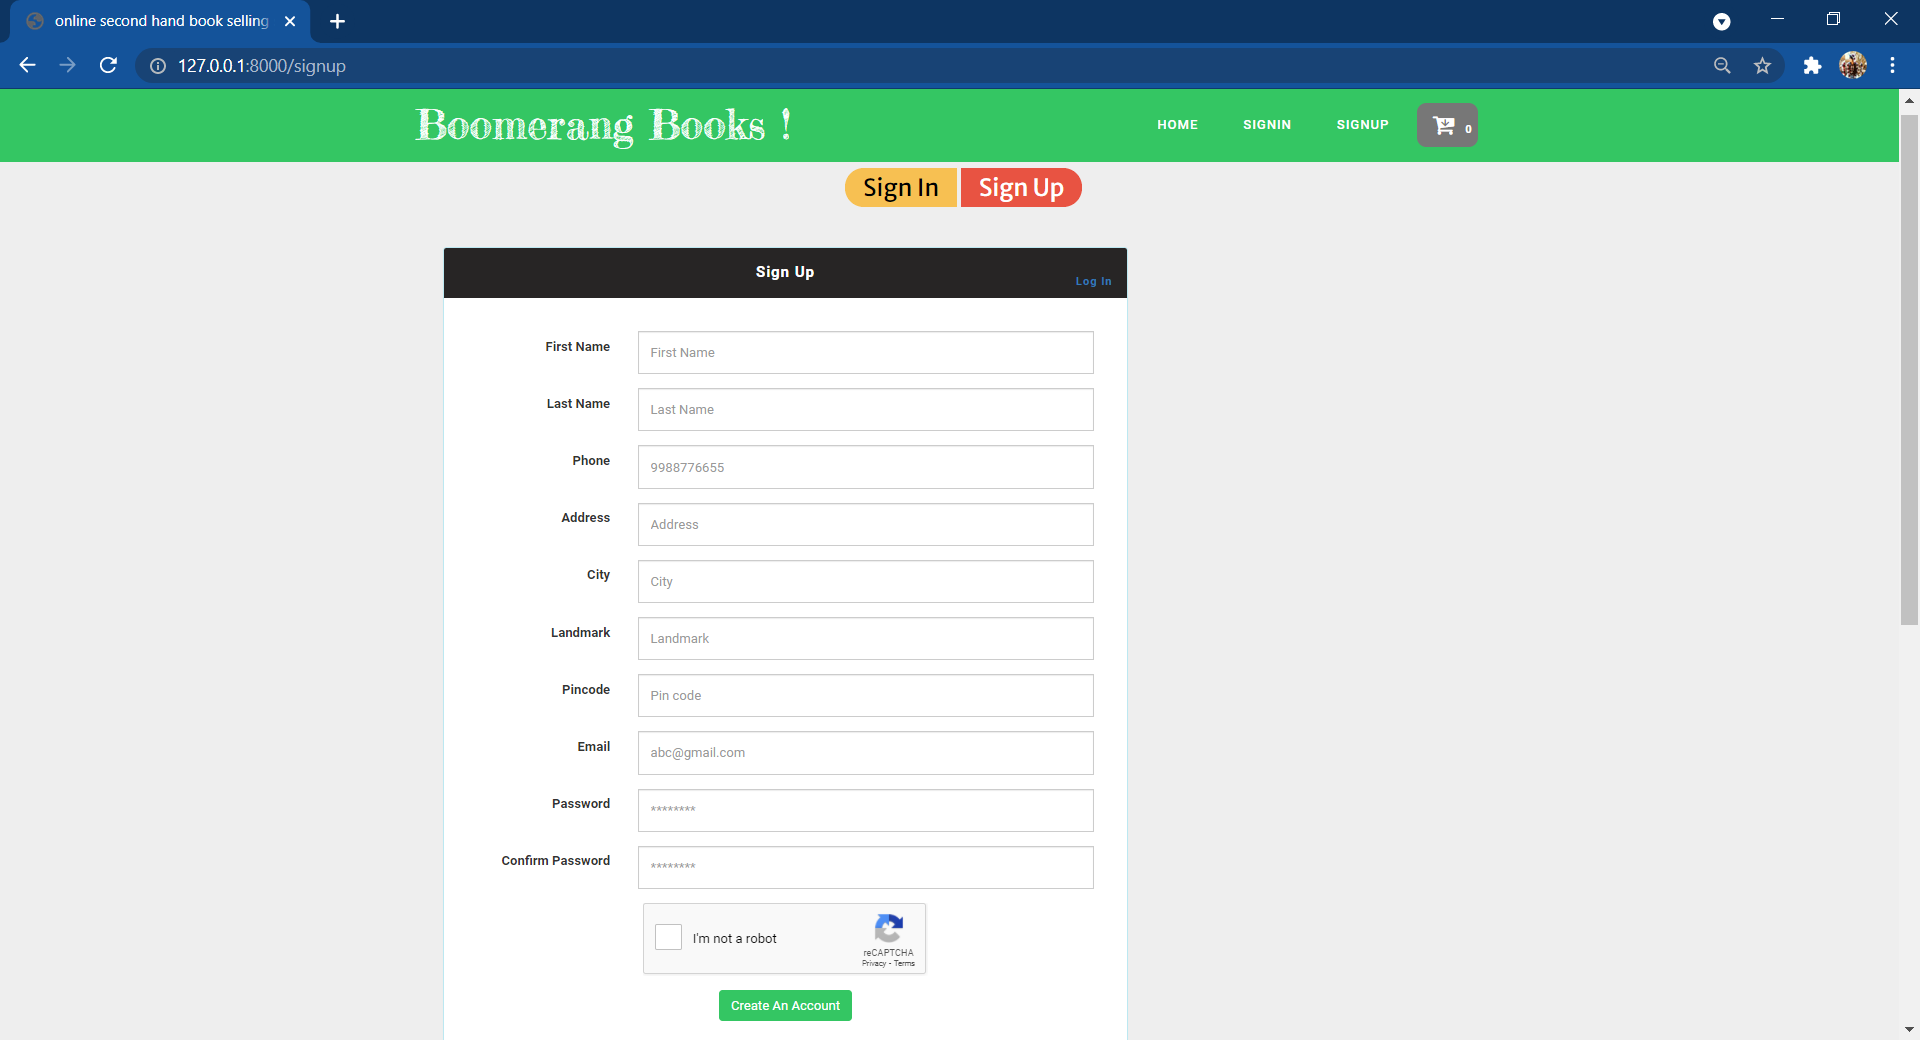 online second hand book selling
127.0.0.1:8000/signup
Boomerang Books !
HOME SIGNIN SIGNUP 0
Sign In Sign Up
Sign Up
Log In
First Name First Name
Last Name Last Name
Phone 9988776655
Address Address
City City
Landmark Landmark
Pincode Pin code
Email abc@gmail.com
Password ********
Confirm Password ********
I'm not a robot
reCAPTCHA
Privacy - Terms
Create An Account